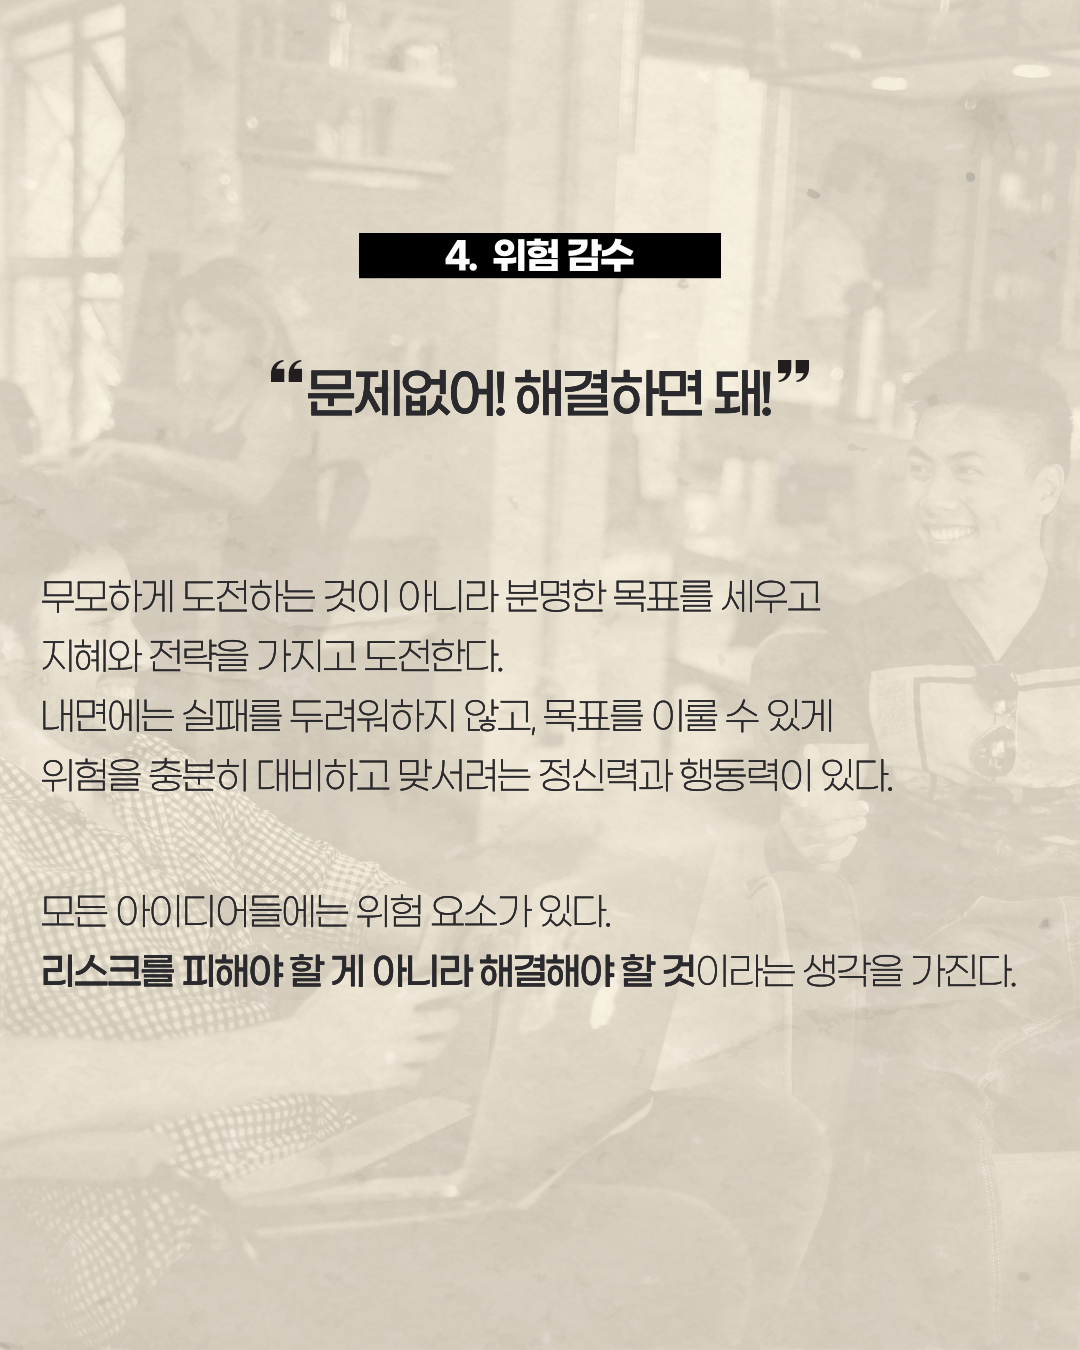 4. 위험 감수
“문제없어! 해결하면 돼!”
무모하게 도전하는 것이 아니라 분명한 목표를 세우고
지혜와 전략을 가지고 도전한다.
내면에는 실패를 두려워하지 않고, 목표를 이룰 수 있게
위험을 충분히 대비하고 맞서려는 정신력과 행동력이 있다.
모든 아이디어들에는 위험 요소가 있다.
리스크를 피해야 할 게 아니라 해결해야 할 것이라는 생각을 가진다.